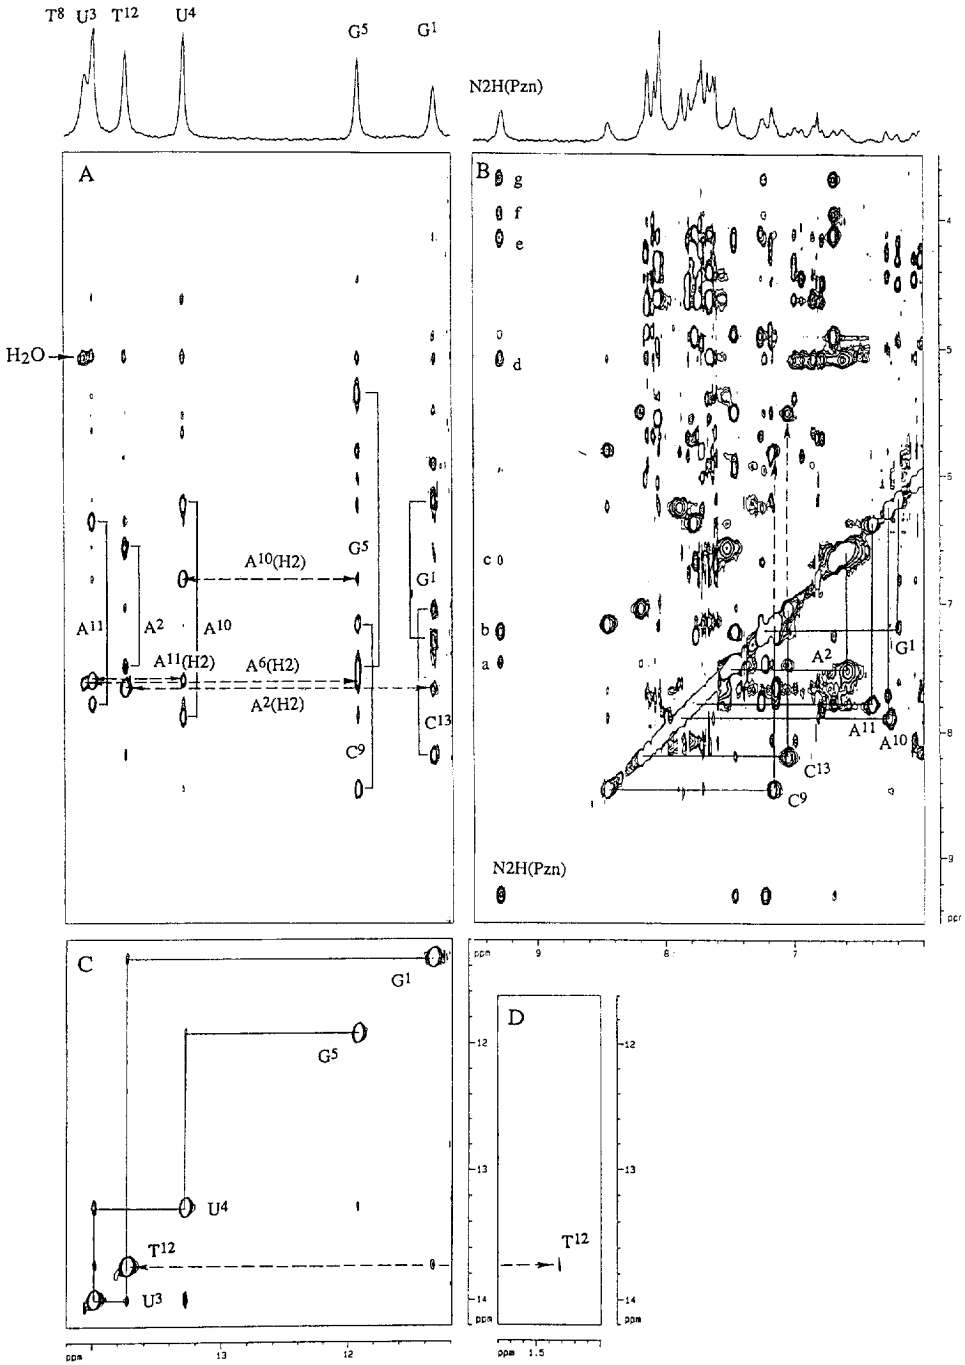 T8 U3 T12 U4 G5 G1
N2H(Pzn)
A
B
g
f
4
e
H2O
d
5
c
6
G5
A10(H2)
G1
A11
A2
A10
7
b
A11(H2)
A6(H2)
a
A2
G1
A2(H2)
C13
C9
A11
A10
8
C13
C9
N2H(Pzn)
9
ppm
C
G1
ppm 9 8 7
D
G5
12
12
13
13
U4
T12
T12
U3
14
14
ppm
ppm
ppm 13 12
ppm 1.5